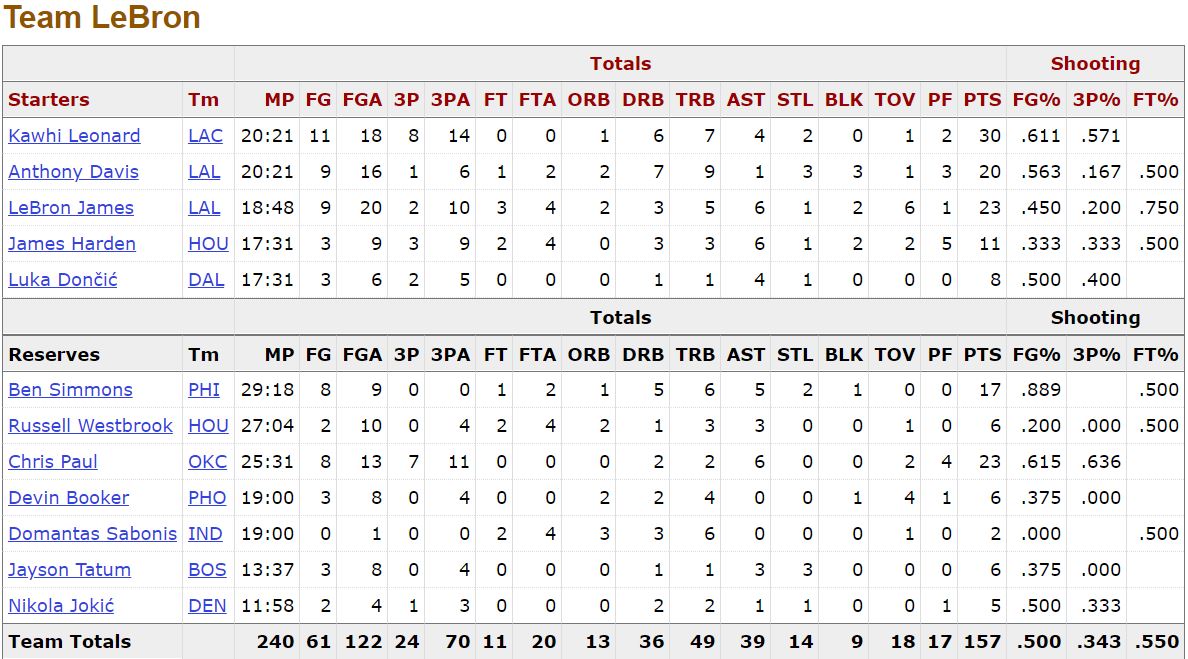 Team LeBron
Totals Shooting
Starters Tm MP FG FGA 3P 3PA FT FTA ORB DRB TRB AST STL BLK TOV PF PTS FG% 3P% FT%
Kawhi Leonard LAC 20:21 11 18 8 14 0 0 1 6 7 4 2 0 1 2 30 .611 .571
Anthony Davis LAL 20:21 9 16 1 6 1 2 2 7 9 1 3 3 1 3 20 .563 .167 .500
LeBron James LAL 18:48 9 20 2 10 3 4 2 3 5 6 1 2 6 1 23 .450 .200 .750
James Harden HOU 17:31 3 9 3 9 2 4 0 3 3 6 1 2 2 5 11 .333 .333 .500
Luka Dončić DAL 17:31 3 6 2 5 0 0 0 1 1 4 1 0 0 0 8 .500 .400
Totals Shooting
Reserves Tm MP FG FGA 3P 3PA FT FTA ORB DRB TRB AST STL BLK TOV PF PTS FG% 3P% FT%
Ben Simmons PHI 29:18 8 9 0 0 1 2 1 5 6 5 2 1 0 0 17 .889 .500
Russell Westbrook HOU 27:04 2 10 0 4 2 4 2 1 3 3 0 0 1 0 6 .200 .000 .500
Chris Paul OKC 25:31 8 13 7 11 0 0 0 2 2 6 0 0 2 4 23 .615 .636
Devin Booker PHO 19:00 3 8 0 4 0 0 2 2 4 0 0 1 4 1 6 .375 .000
Domantas Sabonis IND 19:00 0 1 0 0 2 4 3 3 6 0 0 0 1 0 2 .000 .500
Jayson Tatum BOS 13:37 3 8 0 4 0 0 0 1 1 3 3 0 0 0 6 .375 .000
Nikola Jokić DEN 11:58 2 4 1 3 0 0 0 2 2 1 1 0 0 1 5 .500 .333
Team Totals 240 61 122 24 70 11 20 13 36 49 39 14 9 18 17 157 .500 .343 .550